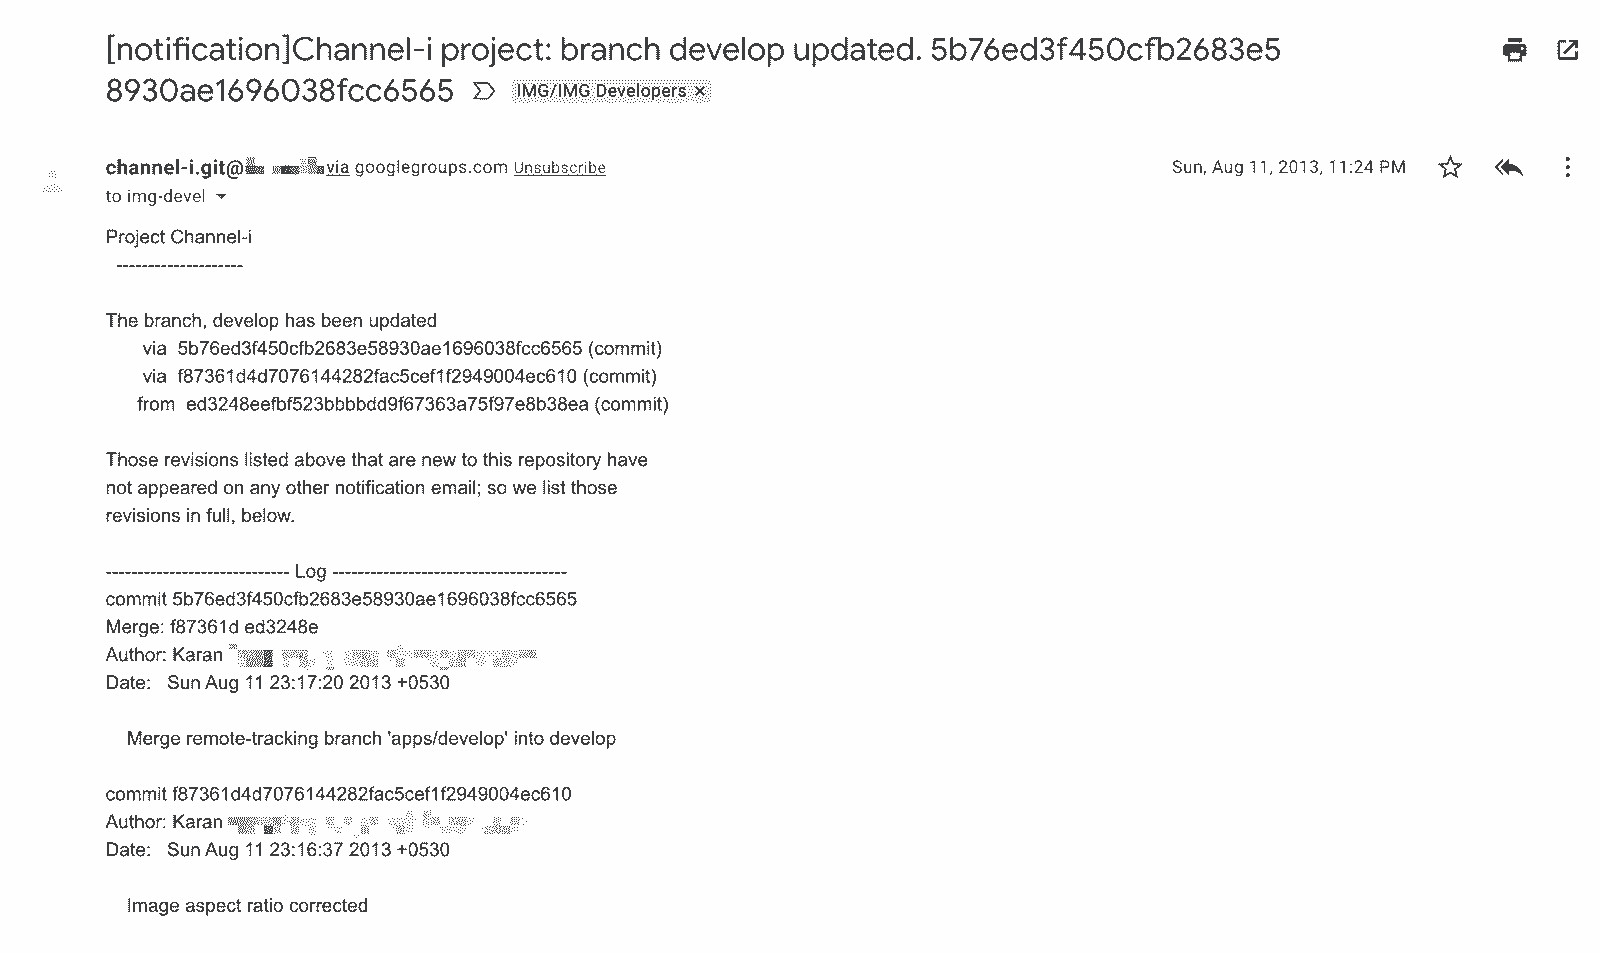 [notification]Channel-i project: branch develop updated. 5b76ed3f450cfb2683e5
8930ae1696038fcc6565 IMG/IMG Developers ×
channel-i.git@ via googlegroups.com Unsubscribe Sun, Aug 11, 2013, 11:24 PM
to img-devel
Project Channel-i
--------------------
The branch, develop has been updated
via 5b76ed3f450cfb2683e58930ae1696038fcc6565 (commit)
via f87361d4d7076144282fac5cef1f2949004ec610 (commit)
from ed3248eefbf523bbbbdd9f67363a75f97e8b38ea (commit)
Those revisions listed above that are new to this repository have
not appeared on any other notification email; so we list those
revisions in full, below.
----------------------------- Log -------------------------------------
commit 5b76ed3f450cfb2683e58930ae1696038fcc6565
Merge: f87361d ed3248e
Author: Karan
Date: Sun Aug 11 23:17:20 2013 +0530
Merge remote-tracking branch 'apps/develop' into develop
commit f87361d4d7076144282fac5cef1f2949004ec610
Author: Karan
Date: Sun Aug 11 23:16:37 2013 +0530
Image aspect ratio corrected